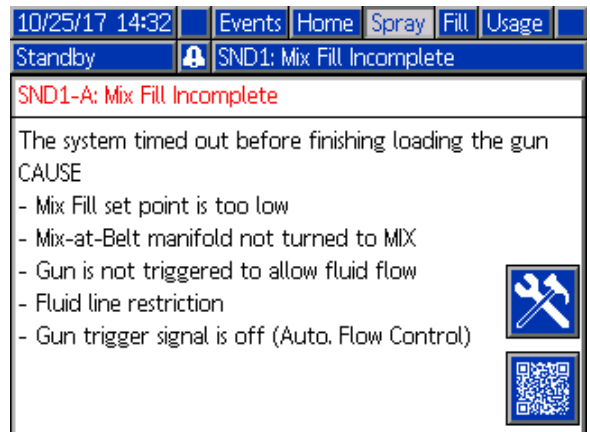 10/25/17 14:32 Events Home Spray Fill Usage
Standby SND1: Mix Fill Incomplete
SND1-A: Mix Fill Incomplete
The system timed out before finishing loading the gun
CAUSE
- Mix Fill set point is too low
- Mix-at-Belt manifold not turned to MIX
- Gun is not triggered to allow fluid flow
- Fluid line restriction
- Gun trigger signal is off (Auto. Flow Control)